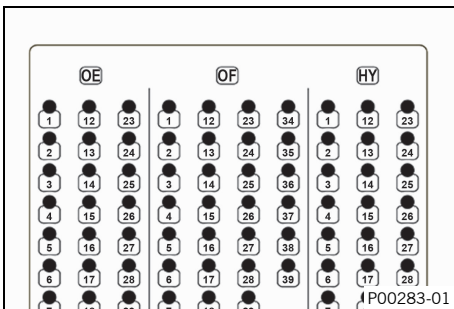 OE OF HY
1 12 23 1 12 23 34 1 12 23
2 13 24 2 13 24 35 2 13 24
3 14 25 3 14 25 36 3 14 25
4 15 26 4 15 26 37 4 15 26
5 16 27 5 16 27 38 5 16 27
6 17 28 6 17 28 39 6 17 28
P00283-01